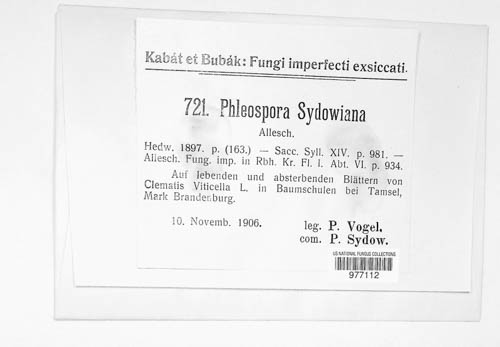 Kabát et Bubák: Fungi imperfecti exsiccati.
721. Phleospora Sydowiana
Allesch.
Hedw. 1897. p. (163.) — Sacc. Syll. XIV. p. 981. —
Allesch. Fung. imp. in Rbh. Kr. Fl. I. Abt. VI. p. 934.
Auf lebenden und absterbenden Blättern von
Clematis Viticella L. in Baumschulen bei Tamsel,
Mark Brandenburg.
10. Novemb. 1906.
leg. P. Vogel.
com. P. Sydow.
US NATIONAL FUNGUS COLLECTIONS
977112